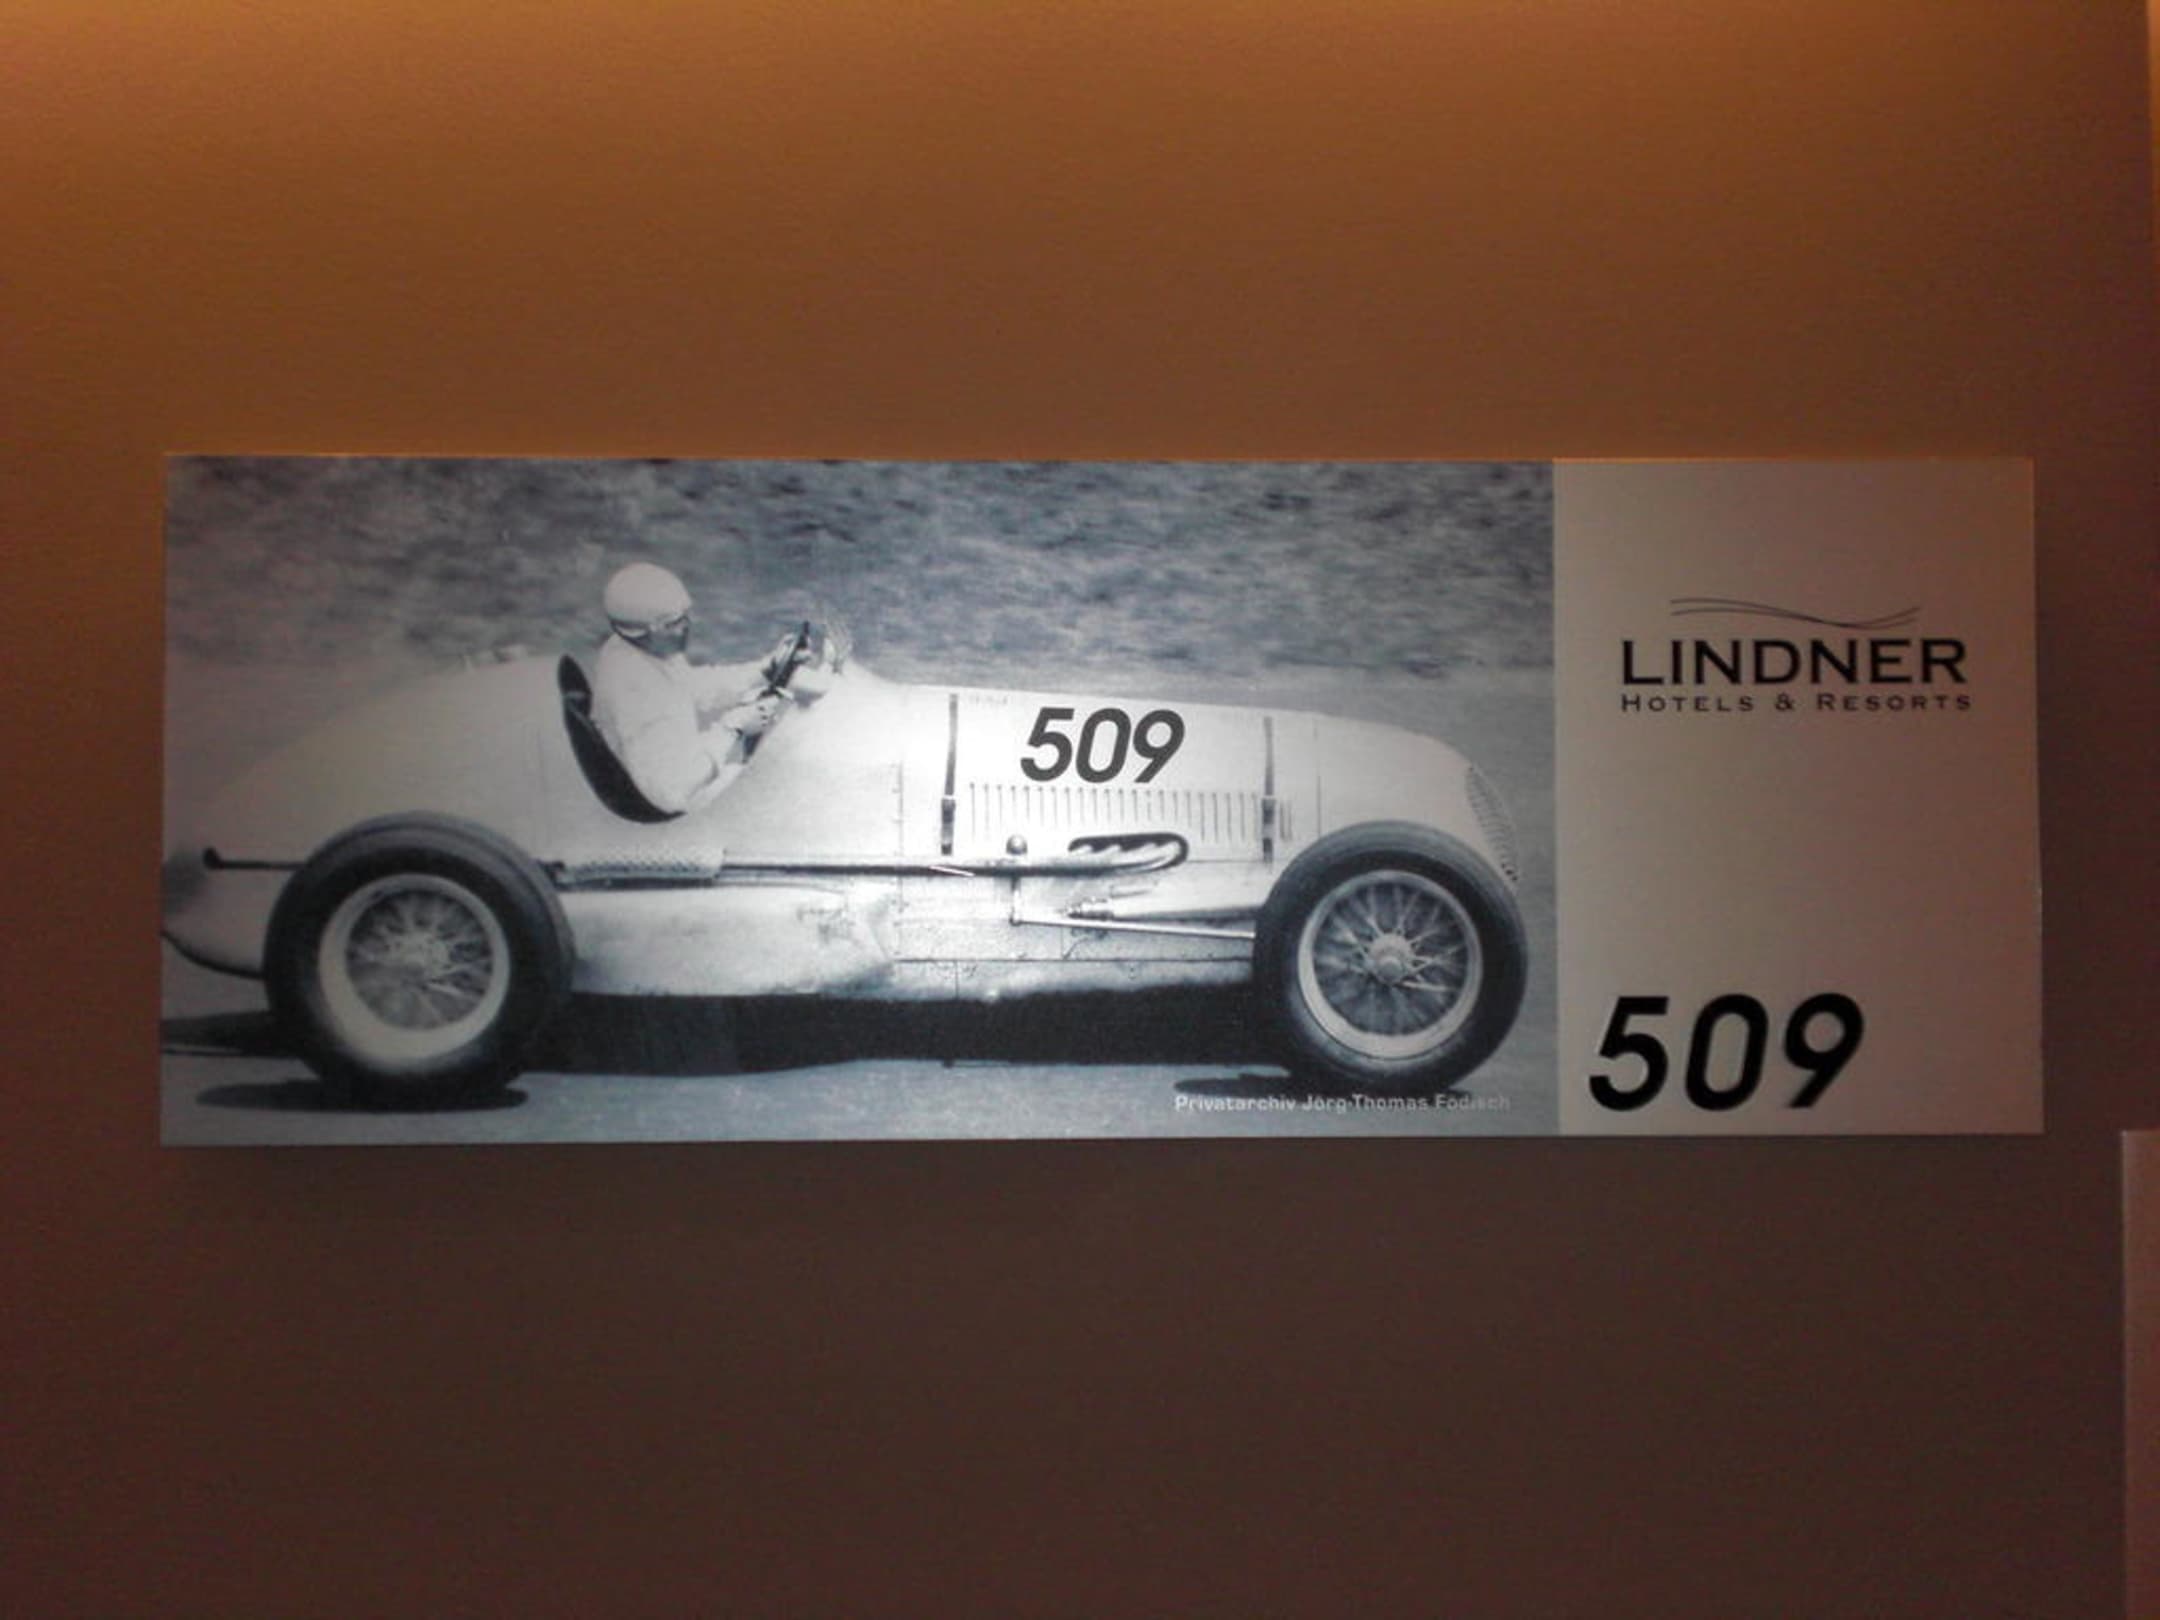 509
Privatarchiv Jörg-Thomas Födisch
LINDNER
HOTELS & RESORTS
509